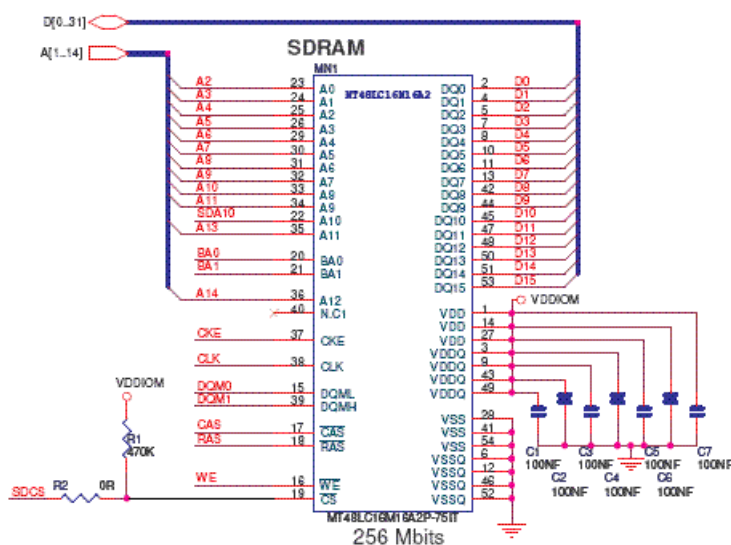 D[0..31]
A[1..14]
SDRAM
MN1
MT48LC16M16A2
A2 23 A0 DQ0 2 D0
A3 24 A1 DQ1 4 D1
A4 25 A2 DQ2 5 D2
A5 26 A3 DQ3 7 D3
A6 29 A4 DQ4 8 D4
A7 30 A5 DQ5 10 D5
A8 31 A6 DQ6 11 D6
A9 32 A7 DQ7 13 D7
A10 33 A8 DQ8 42 D8
A11 34 A9 DQ9 44 D9
SDA10 22 A10 DQ10 45 D10
A13 35 A11 DQ11 47 D11
DQ12 48 D12
BA0 20 BA0 DQ13 50 D13
BA1 21 BA1 DQ14 51 D14
DQ15 53 D15
A14 36 A12 VDDIOM
40 N.C1 VDD 1
VDD 14
CKE 37 CKE VDD 27
VDDQ 3
CLK 38 CLK VDDQ 9
VDDQ 43
DQM0 15 DQML VDDQ 49
DQM1 39 DQMH
VDDIOM
CAS 17 CAS VSS 28
RAS 18 RAS VSS 41
VSS 54
VSSQ 6
VSSQ 12
WE 16 WE VSSQ 46
19 CS VSSQ 52
R1
470K
SDCS R2 0R
C1 C3 C5 C7
100NF 100NF 100NF 100NF
C2 C4 C6
100NF 100NF 100NF
MT48LC16M16A2P-75IT
256 Mbits